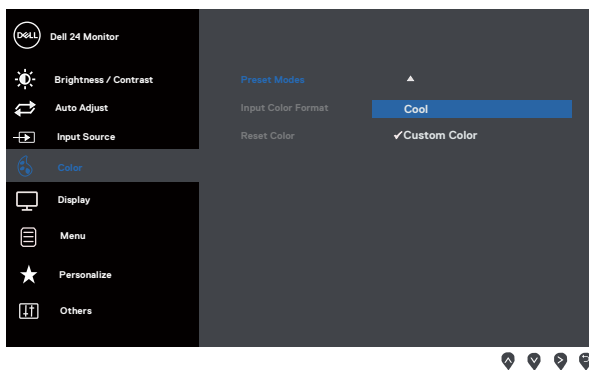 DELL Dell 24 Monitor
Brightness / Contrast
Preset Modes
Auto Adjust
Input Color Format
Cool
Input Source
Reset Color
✓Custom Color
Color
Display
Menu
Personalize
Others